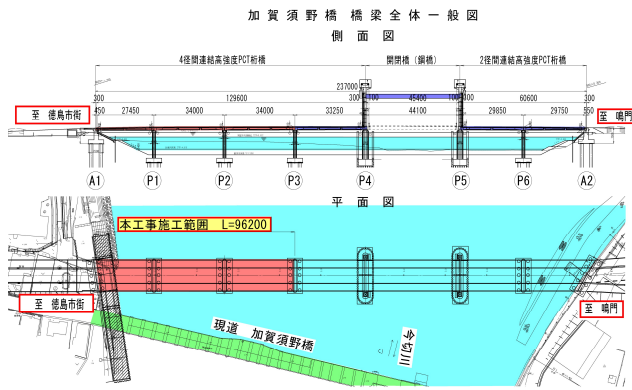 加賀須野橋 橋梁全体一般図
側面図
4径間連結高強度PCT桁橋
開閉橋（鋼橋）
2径間連結高強度PCT桁橋
237000
300 129600 300 100 45400 100 300 60600 300
450 27450 34000 34000 33250 44100 29850 29750 550
至 徳島市街
至 鳴門
A1 P1 P2 P3 P4 P5 P6 A2
平面図
本工事施工範囲 L=96200
至 徳島市街
至 鳴門
現道 加賀須野橋
今切川